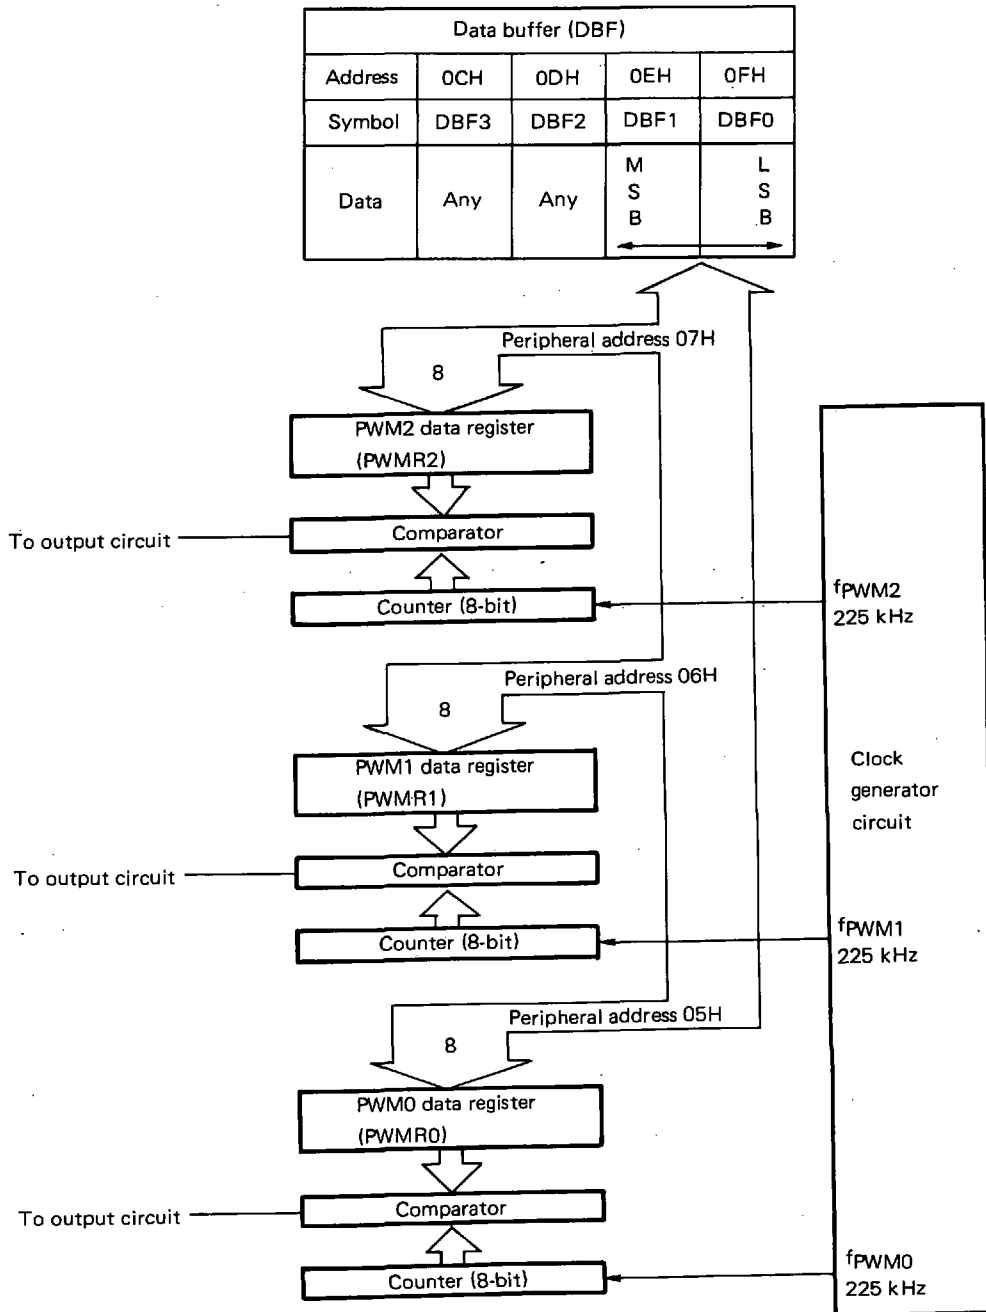 Data buffer (DBF)
Address 0CH 0DH 0EH 0FH
Symbol DBF3 DBF2 DBF1 DBF0
Data Any Any
M L
S S
B B
Peripheral address 07H
8
PWM2 data register
(PWMR2)
To output circuit
Comparator
Counter (8-bit)
fPWM2
225 kHz
Peripheral address 06H
8
PWM1 data register
(PWMR1)
Clock
generator
circuit
To output circuit
Comparator
Counter (8-bit)
fPWM1
225 kHz
Peripheral address 05H
8
PWM0 data register
(PWMR0)
To output circuit
Comparator
Counter (8-bit)
fPWM0
225 kHz